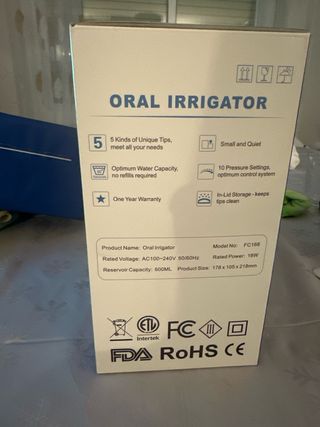 ORAL IRRIGATOR
5
5 Kinds of Unique Tips,
meet all your needs
Small and Quiet
Optimum Water Capacity,
no refills required
10 Pressure Settings,
optimum control system
One Year Warranty
In-Lid Storage - keeps
tips clean
Product Name: Oral Irrigator Model No: FC168
Rated Voltage: AC100~240V 50/60Hz Rated Power: 18W
Reservoir Capacity: 600ML Product Size: 178 x 105 x 218mm
ETL
Intertek
FC
FDA RoHS CE